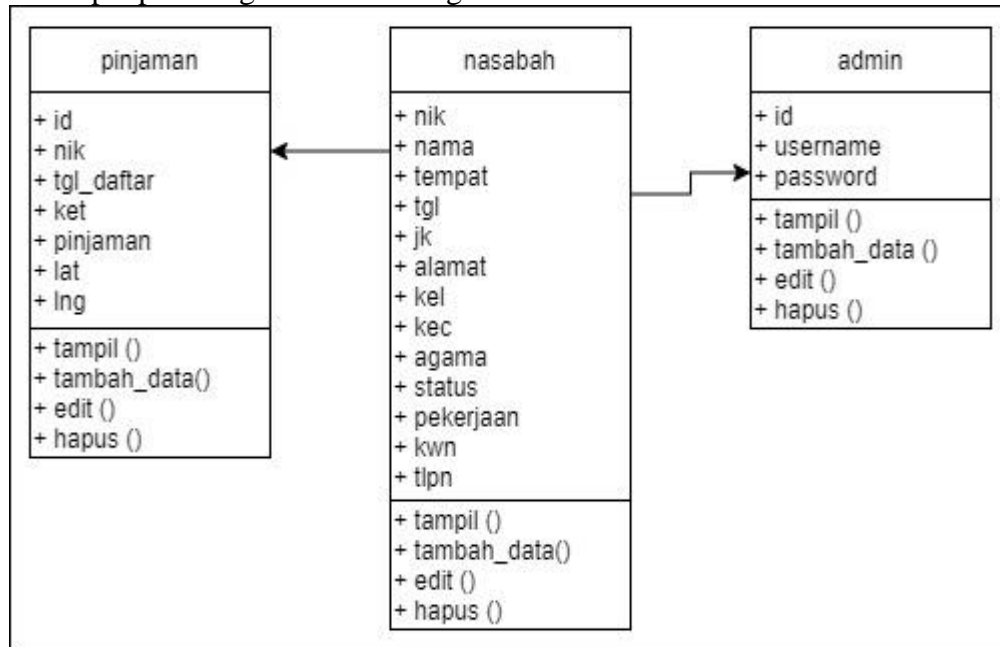 pinjaman
+ id
+ nik
+ tgl_daftar
+ ket
+ pinjaman
+ lat
+ lng
+ tampil ()
+ tambah_data()
+ edit ()
+ hapus ()
nasabah
+ nik
+ nama
+ tempat
+ tgl
+ jk
+ alamat
+ kel
+ kec
+ agama
+ status
+ pekerjaan
+ kwn
+ tlpn
+ tampil ()
+ tambah_data()
+ edit ()
+ hapus ()
admin
+ id
+ username
+ password
+ tampil ()
+ tambah_data ()
+ edit ()
+ hapus ()